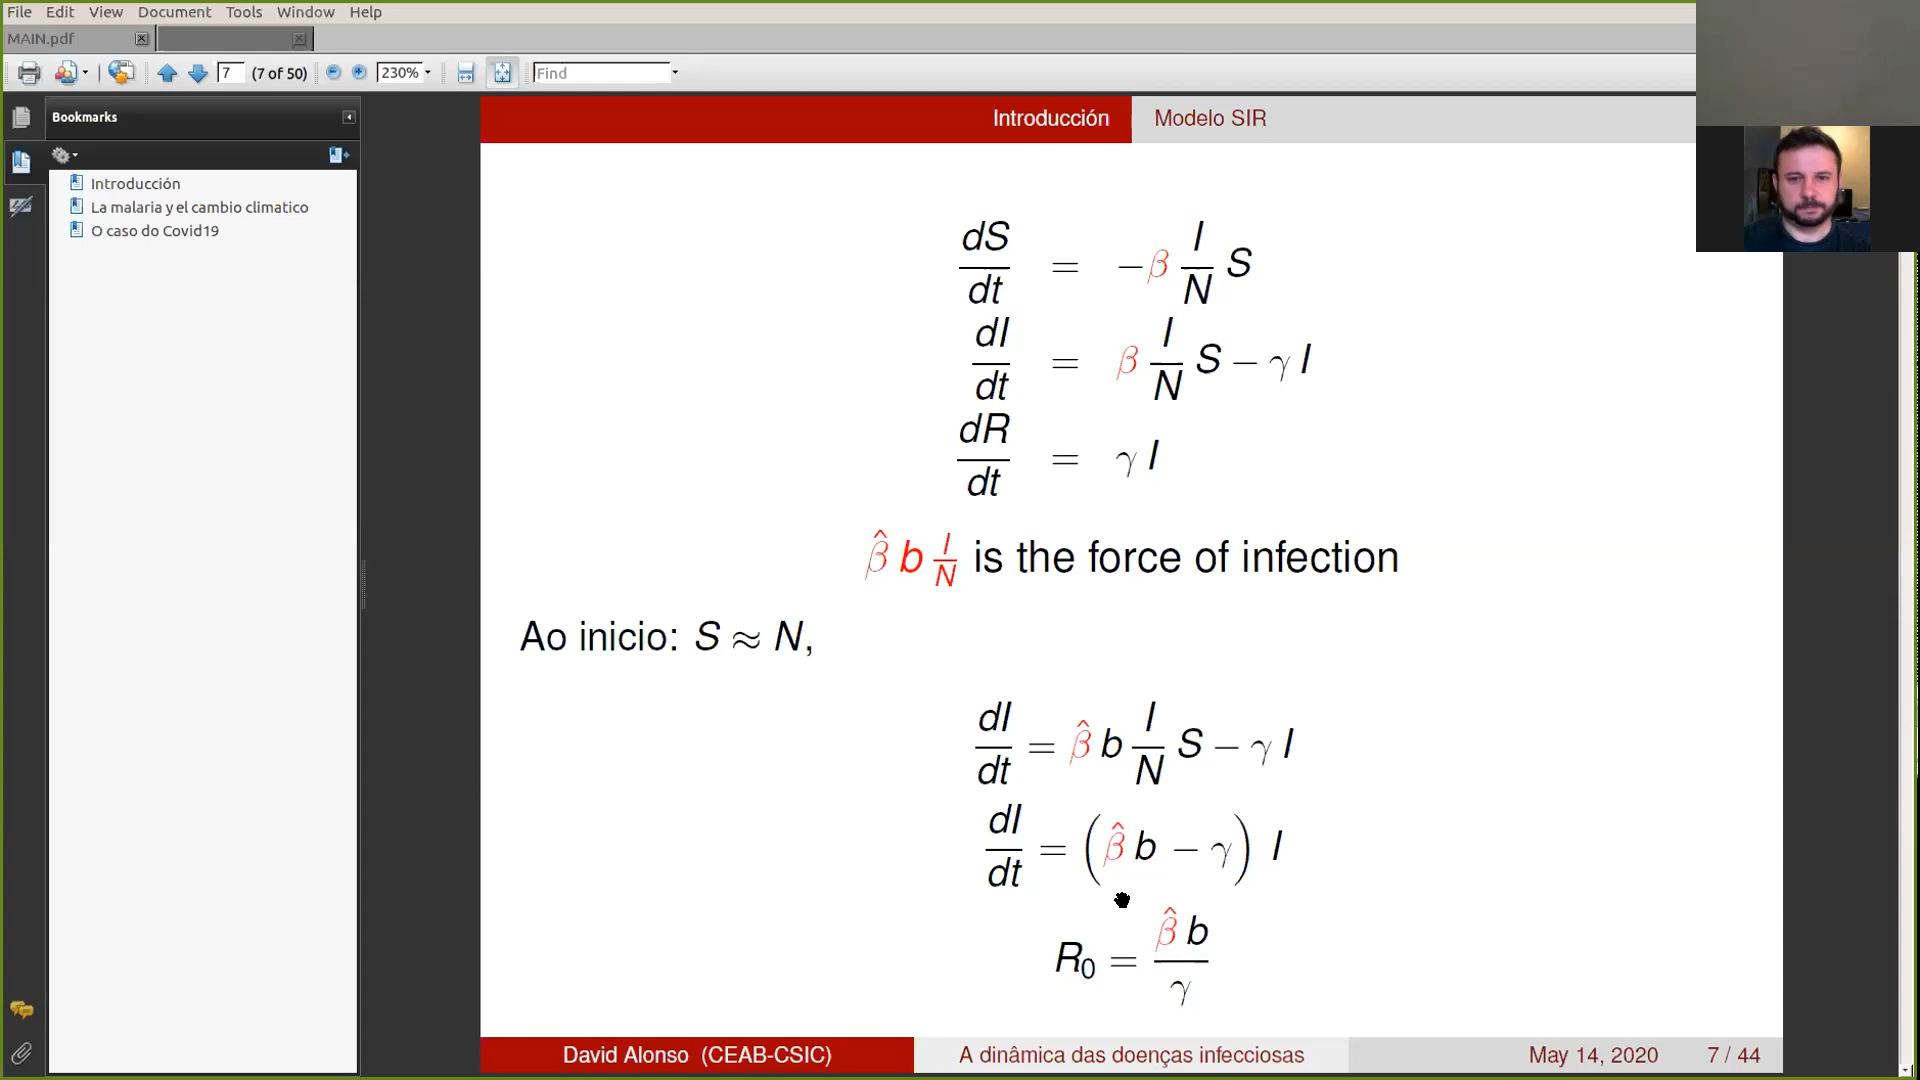 File Edit View Document Tools Window Help
MAIN.pdf
7 (7 of 50) 230% Find
Bookmarks
Introducción
La malaria y el cambio climatico
O caso do Covid19
Introducción Modelo SIR
dS/dt = −β I/N S
dI/dt = β I/N S − γ I
dR/dt = γ I
β̂ b I/N is the force of infection
Ao inicio: S ≈ N,
dI/dt = β̂ b I/N S − γ I
dI/dt = (β̂ b − γ) I
R₀ = β̂ b / γ
David Alonso (CEAB-CSIC) A dinâmica das doenças infecciosas May 14, 2020 7 / 44